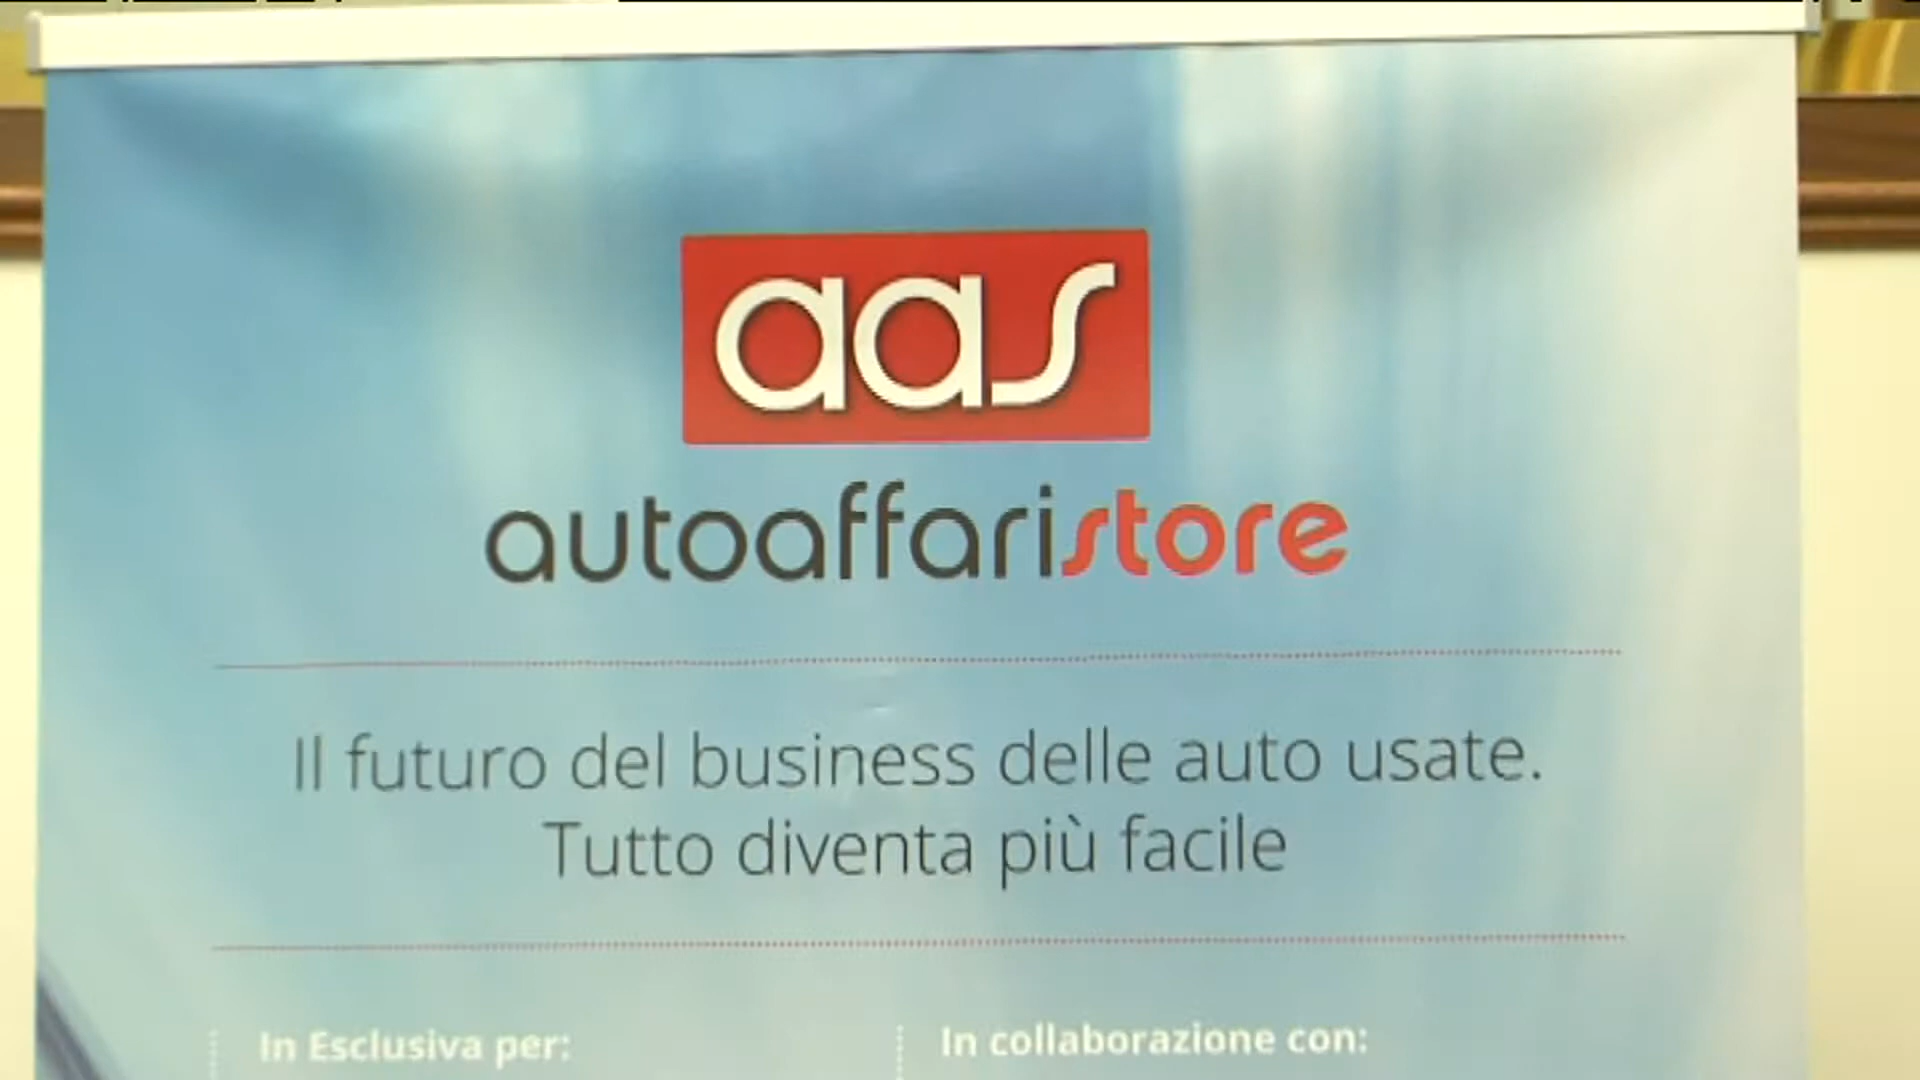 aas
autoaffaristore
Il futuro del business delle auto usate.
Tutto diventa più facile
In Esclusiva per:
In collaborazione con: